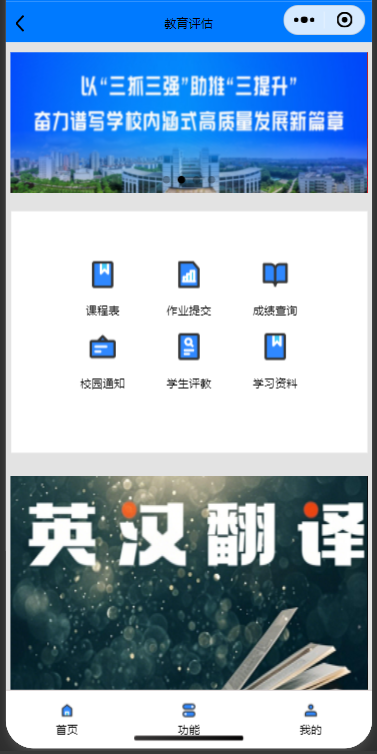 教育评估
以“三抓三强”助推“三提升”
奋力谱写学校内涵式高质量发展新篇章
课程表
作业提交
成绩查询
校园通知
学生评教
学习资料
英汉翻译
首页
功能
我的